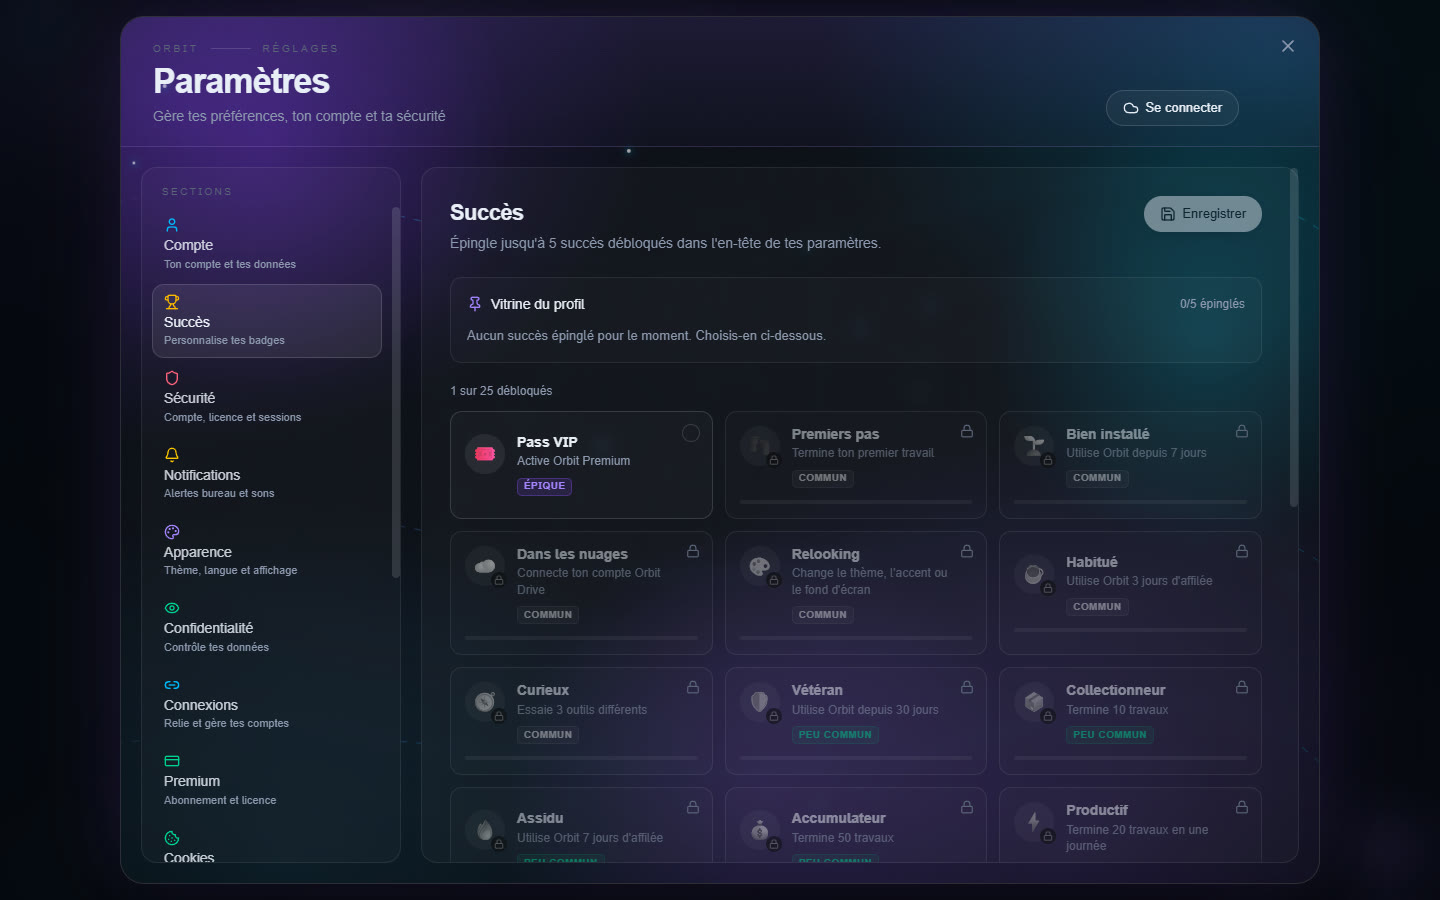 ORBIT RÉGLAGES
Paramètres
Gère tes préférences, ton compte et ta sécurité
Se connecter
SECTIONS
Compte
Ton compte et tes données
Succès
Personnalise tes badges
Sécurité
Compte, licence et sessions
Notifications
Alertes bureau et sons
Apparence
Thème, langue et affichage
Confidentialité
Contrôle tes données
Connexions
Relie et gère tes comptes
Premium
Abonnement et licence
Cookies
Succès
Épingle jusqu'à 5 succès débloqués dans l'en-tête de tes paramètres.
Enregistrer
Vitrine du profil
0/5 épinglés
Aucun succès épinglé pour le moment. Choisis-en ci-dessous.
1 sur 25 débloqués
Pass VIP
Active Orbit Premium
ÉPIQUE
Premiers pas
Termine ton premier travail
COMMUN
Bien installé
Utilise Orbit depuis 7 jours
COMMUN
Dans les nuages
Connecte ton compte Orbit
Drive
COMMUN
Relooking
Change le thème, l'accent ou
le fond d'écran
COMMUN
Habitué
Utilise Orbit 3 jours d'affilée
COMMUN
Curieux
Essaie 3 outils différents
COMMUN
Vétéran
Utilise Orbit depuis 30 jours
PEU COMMUN
Collectionneur
Termine 10 travaux
PEU COMMUN
Assidu
Utilise Orbit 7 jours d'affilée
PEU COMMUN
Accumulateur
Termine 50 travaux
PEU COMMUN
Productif
Termine 20 travaux en une
journée